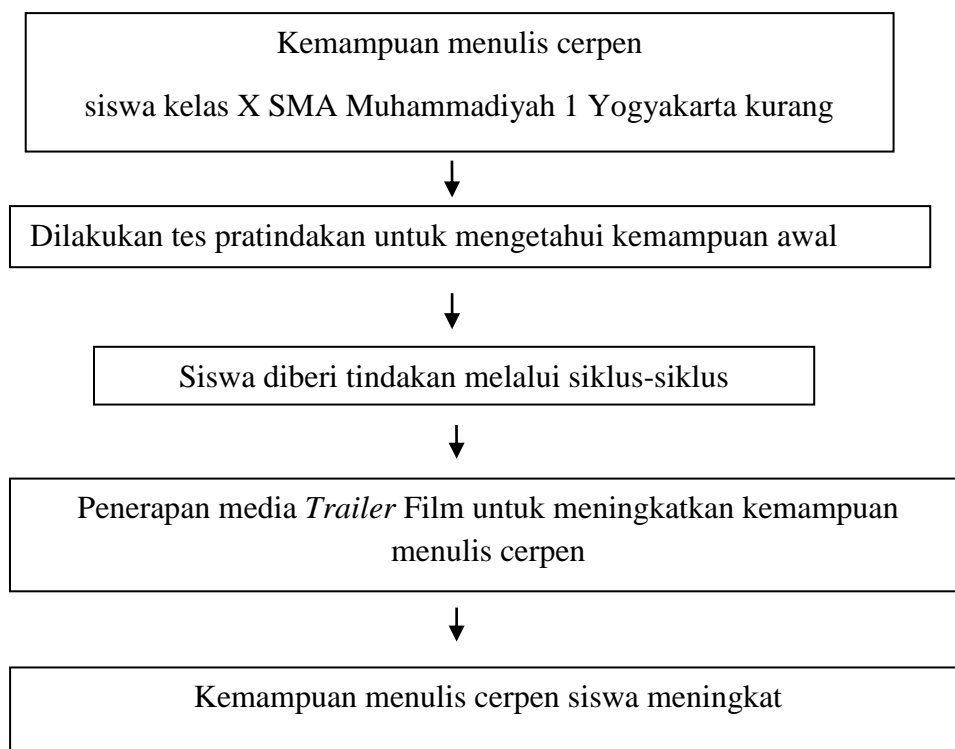 Kemampuan menulis cerpen
siswa kelas X SMA Muhammadiyah 1 Yogyakarta kurang
Dilakukan tes pratindakan untuk mengetahui kemampuan awal
Siswa diberi tindakan melalui siklus-siklus
Penerapan media Trailer Film untuk meningkatkan kemampuan
menulis cerpen
Kemampuan menulis cerpen siswa meningkat